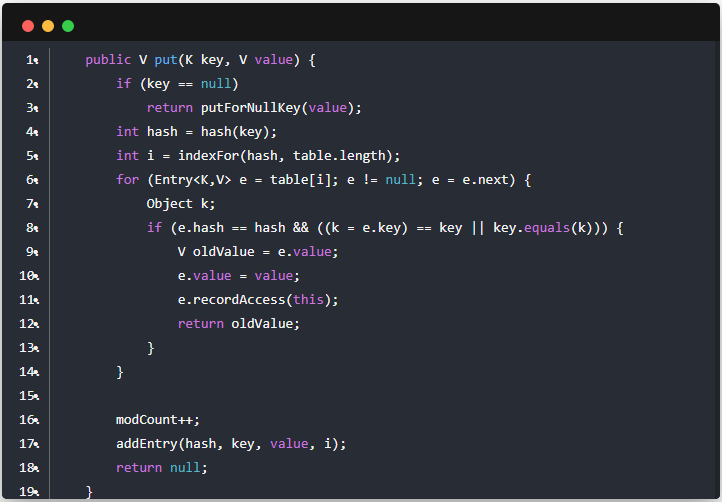 1    public V put(K key, V value) {
2        if (key == null)
3            return putForNullKey(value);
4        int hash = hash(key);
5        int i = indexFor(hash, table.length);
6        for (Entry<K,V> e = table[i]; e != null; e = e.next) {
7            Object k;
8            if (e.hash == hash && ((k = e.key) == key || key.equals(k))) {
9                V oldValue = e.value;
10                e.value = value;
11                e.recordAccess(this);
12                return oldValue;
13            }
14        }
15
16        modCount++;
17        addEntry(hash, key, value, i);
18        return null;
19    }